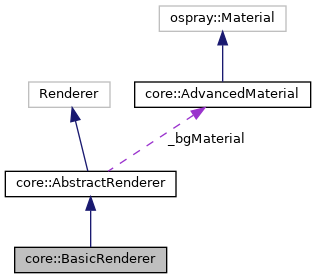 ospray::Material
Renderer
core::AdvancedMaterial
_bgMaterial
core::AbstractRenderer
core::BasicRenderer